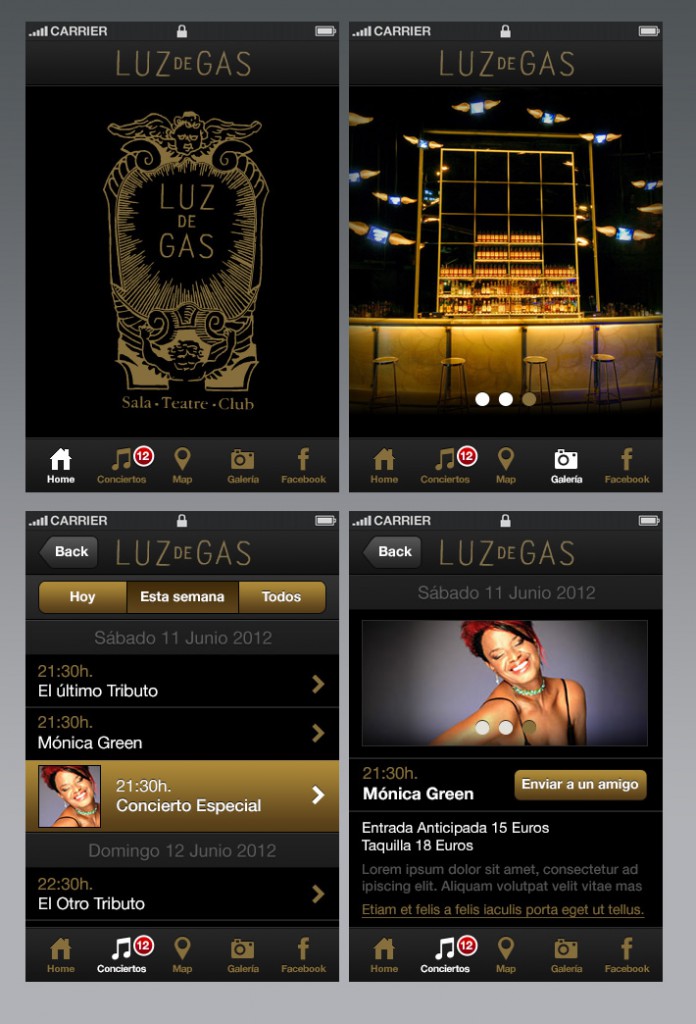 CARRIER
LUZ DE GAS
LUZ
DE
GAS
Sala·Teatre·Club
Home
12
Conciertos
Map
Galería
Facebook
CARRIER
LUZ DE GAS
Home
12
Conciertos
Map
Galería
Facebook
CARRIER
Back
LUZ DE GAS
Hoy
Esta semana
Todos
Sábado 11 Junio 2012
21:30h.
El último Tributo
21:30h.
Mónica Green
21:30h.
Concierto Especial
Domingo 12 Junio 2012
22:30h.
El Otro Tributo
Home
12
Conciertos
Map
Galería
Facebook
CARRIER
Back
LUZ DE GAS
Sábado 11 Junio 2012
21:30h.
Mónica Green
Enviar a un amigo
Entrada Anticipada 15 Euros
Taquilla 18 Euros
Lorem ipsum dolor sit amet, consectetur ad
ipiscing elit. Aliquam volutpat velit vitae mas
Etiam et felis a felis iaculis porta eget ut tellus.
Home
12
Conciertos
Map
Galería
Facebook